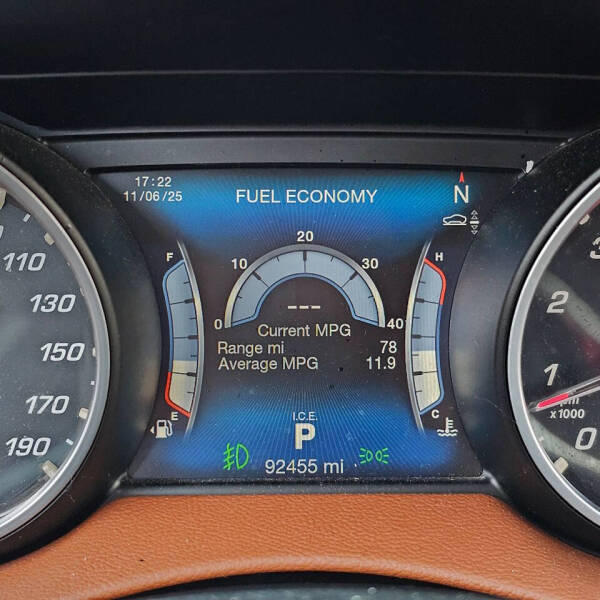 17:22
11/06/25
FUEL ECONOMY
N
F
H
0 10 20 30 40
---
Current MPG
Range mi 78
Average MPG 11.9
E
C
I.C.E.
P
92455 mi
110
130
150
170
190
3
2
1
0
x1000